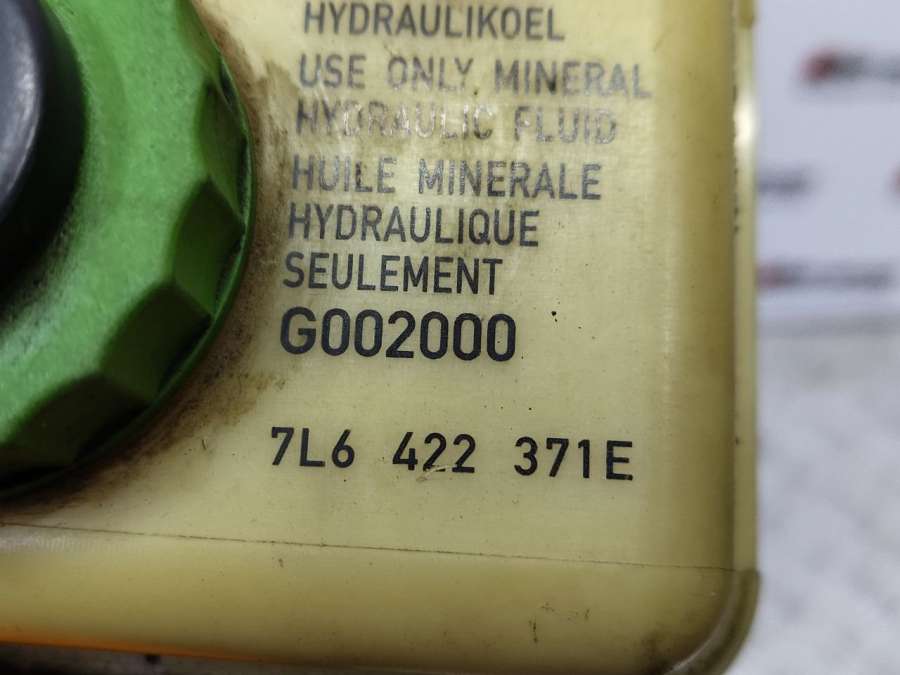 HYDRAULIKOEL
USE ONLY MINERAL
HYDRAULIC FLUID
HUILE MINERALE
HYDRAULIQUE
SEULEMENT
G002000
7L6 422 371E